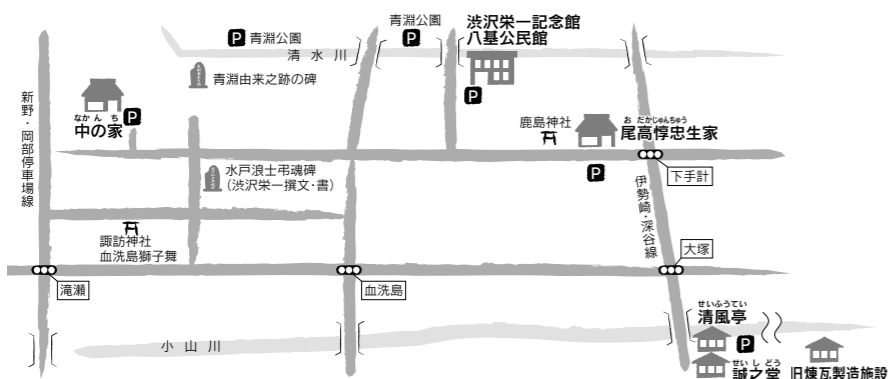 渋沢栄一記念館
八基公民館
青淵公園
P
P 青淵公園
清水川
青淵由来之跡の碑
P
新野・岡部停車場線
P
なかんち
中の家
鹿島神社
おだかじゅんちゅう
尾高惇忠生家
P
下手計
水戸浪士弔魂碑
(渋沢栄一撰文・書)
伊勢崎・深谷線
諏訪神社
血洗島獅子舞
大塚
滝瀬
血洗島
せいふうてい
清風亭
P
小山川
せいしどう
誠之堂
旧煉瓦製造施設